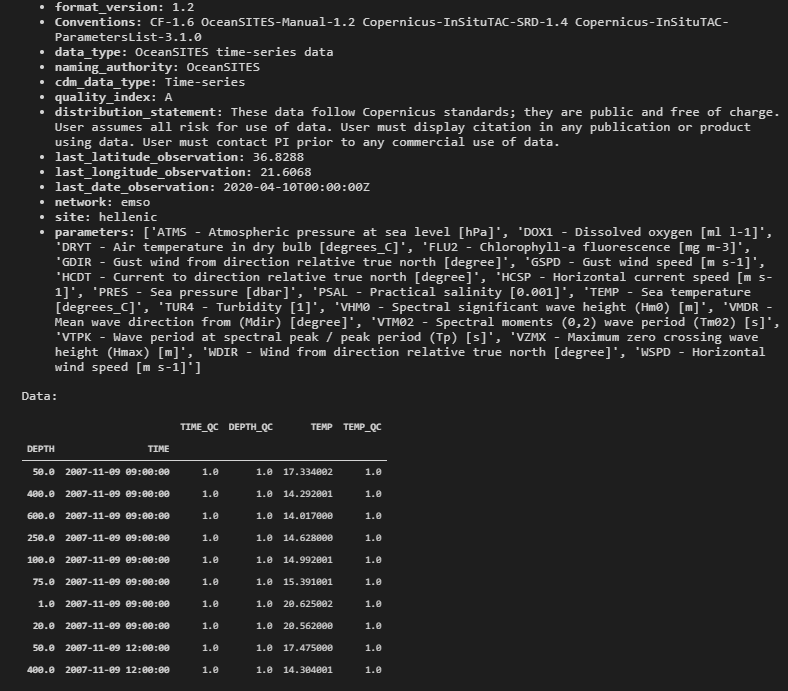 • format_version: 1.2
• Conventions: CF-1.6 OceanSITES-Manual-1.2 Copernicus-InSituTAC-SRD-1.4 Copernicus-InSituTAC-
ParametersList-3.1.0
• data_type: OceanSITES time-series data
• naming_authority: OceanSITES
• cdm_data_type: Time-series
• quality_index: A
• distribution_statement: These data follow Copernicus standards; they are public and free of charge.
User assumes all risk for use of data. User must display citation in any publication or product
using data. User must contact PI prior to any commercial use of data.
• last_latitude_observation: 36.8288
• last_longitude_observation: 21.6068
• last_date_observation: 2020-04-10T00:00:00Z
• network: emso
• site: hellenic
• parameters: ['ATMS - Atmospheric pressure at sea level [hPa]', 'DOX1 - Dissolved oxygen [ml l-1]',
'DRYT - Air temperature in dry bulb [degrees_C]', 'FLU2 - Chlorophyll-a fluorescence [mg m-3]',
'GDIR - Gust wind from direction relative true north [degree]', 'GSPD - Gust wind speed [m s-1]',
'HCDT - Current to direction relative true north [degree]', 'HCSP - Horizontal current speed [m s-
1]', 'PRES - Sea pressure [dbar]', 'PSAL - Practical salinity [0.001]', 'TEMP - Sea temperature
[degrees_C]', 'TUR4 - Turbidity [1]', 'VHM0 - Spectral significant wave height (Hm0) [m]', 'VMDR -
Mean wave direction from (Mdir) [degree]', 'VTM02 - Spectral moments (0,2) wave period (Tm02) [s]',
'VTPK - Wave period at spectral peak / peak period (Tp) [s]', 'VZMX - Maximum zero crossing wave
height (Hmax) [m]', 'WDIR - Wind from direction relative true north [degree]', 'WSPD - Horizontal
wind speed [m s-1]']
Data:
TIME_QC DEPTH_QC TEMP TEMP_QC
DEPTH TIME
50.0 2007-11-09 09:00:00 1.0 1.0 17.334002 1.0
400.0 2007-11-09 09:00:00 1.0 1.0 14.292001 1.0
600.0 2007-11-09 09:00:00 1.0 1.0 14.017000 1.0
250.0 2007-11-09 09:00:00 1.0 1.0 14.628000 1.0
100.0 2007-11-09 09:00:00 1.0 1.0 14.992001 1.0
75.0 2007-11-09 09:00:00 1.0 1.0 15.391001 1.0
1.0 2007-11-09 09:00:00 1.0 1.0 20.625002 1.0
20.0 2007-11-09 09:00:00 1.0 1.0 20.562000 1.0
50.0 2007-11-09 12:00:00 1.0 1.0 17.475000 1.0
400.0 2007-11-09 12:00:00 1.0 1.0 14.304001 1.0